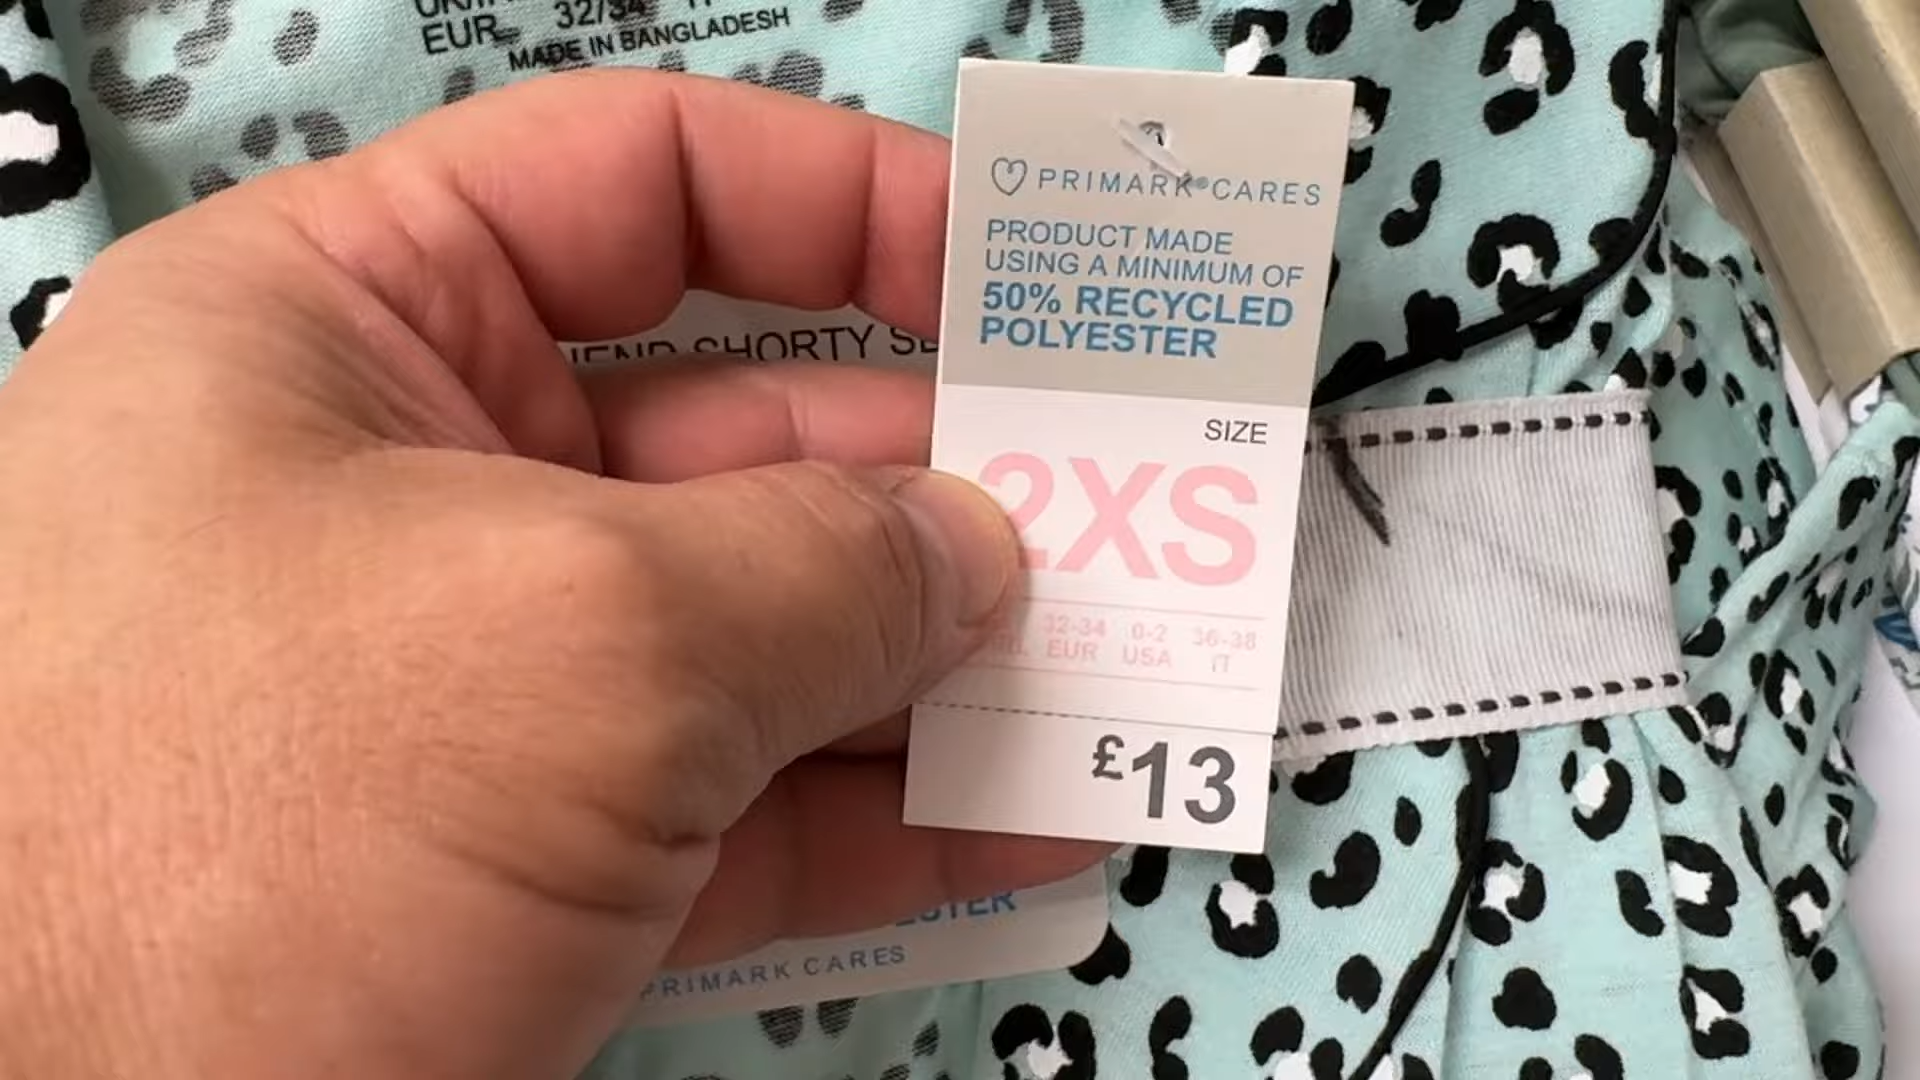 EUR 32/34
MADE IN BANGLADESH
PRIMARK® CARES
PRODUCT MADE
USING A MINIMUM OF
50% RECYCLED
POLYESTER
SHORTY
SIZE
2XS
32-34 0-2 36-38
EUR USA IT
£13
PRIMARK CARES